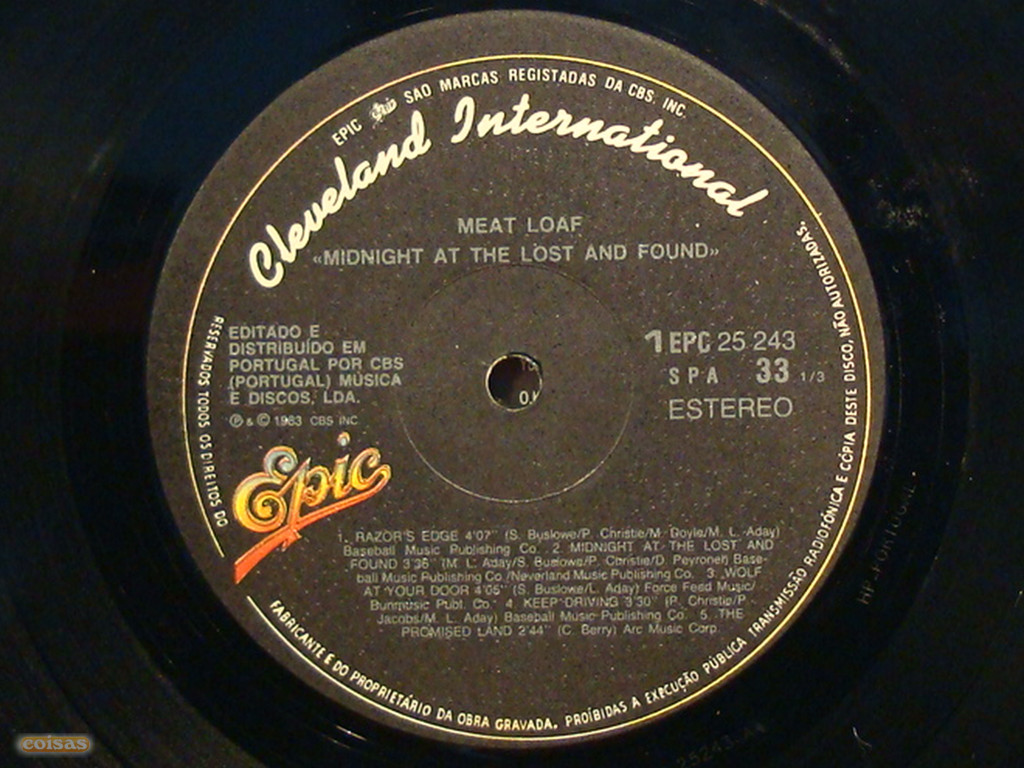 EPIC Epic SAO MARCAS REGISTADAS DA CBS. INC.
Cleveland International
MEAT LOAF
«MIDNIGHT AT THE LOST AND FOUND»
EDITADO E
DISTRIBUÍDO EM
PORTUGAL POR CBS
(PORTUGAL) MÚSICA
E DISCOS, LDA.
℗ & © 1983 CBS INC.
1 EPC 25 243
SPA 33 1/3
ESTEREO
Epic
1. RAZOR'S EDGE 4'07" (S. Buslowe/P. Christie/M. Doyle/M. L. Aday)
Baseball Music Publishing Co. 2. MIDNIGHT AT THE LOST AND
FOUND 3'36" (M. L. Aday/S. Buslowe/P. Christie/D. Peyronel) Base-
ball Music Publishing Co./Neverland Music Publishing Co. 3. WOLF
AT YOUR DOOR 4'05" (S. Buslowe/L. Aday) Force Feed Music/
Bunmusic Publ. Co. 4. KEEP DRIVING 3'30" (P. Christie/P.
Jacobs/M. L. Aday) Baseball Music Publishing Co. 5. THE
PROMISED LAND 2'44" (C. Berry) Arc Music Corp.
RESERVADOS TODOS OS DIREITOS DO
FABRICANTE E DO PROPRIETÁRIO DA OBRA GRAVADA. PROÍBIDAS A EXECUÇÃO PÚBLICA TRANSMISSÃO RADIOFÓNICA E CÓPIA DESTE DISCO, NÃO AUTORIZADAS.
coisas